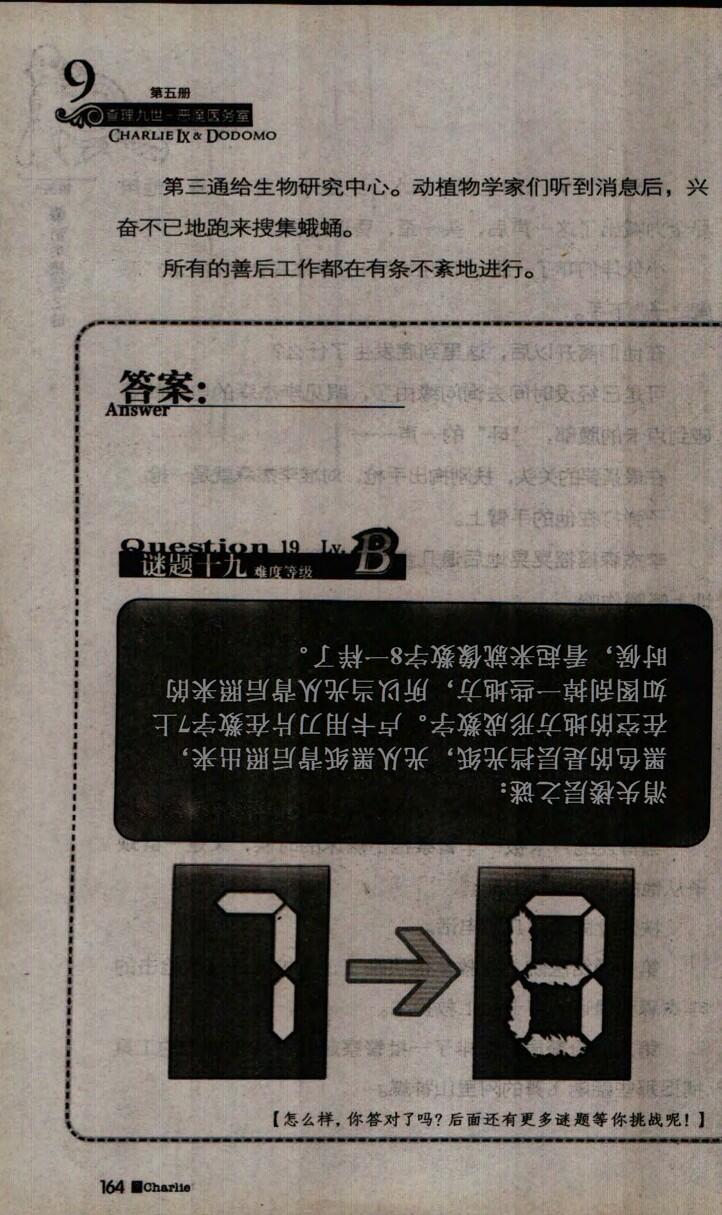 9
第五册
查理九世·恶魔医务室
CHARLIE IX & DODOMO
第三通给生物研究中心。动植物学家们听到消息后，兴
奋不已地跑来搜集蛾蛹。
所有的善后工作都在有条不紊地进行。
答案：
Answer
Question 19 Lv. B
谜题十九 难度等级
消失楼层之谜：
黑色的是层挡光纸，光从黑纸背后照出来，
在空的地方形成数字。卢卡用刀片在数字7上
如图刮掉一些地方，所以当光从背后照来的
时候，看起来就像数字8一样了。
7 8
【怎么样，你答对了吗？后面还有更多谜题等你挑战呢！】
164 Charlie